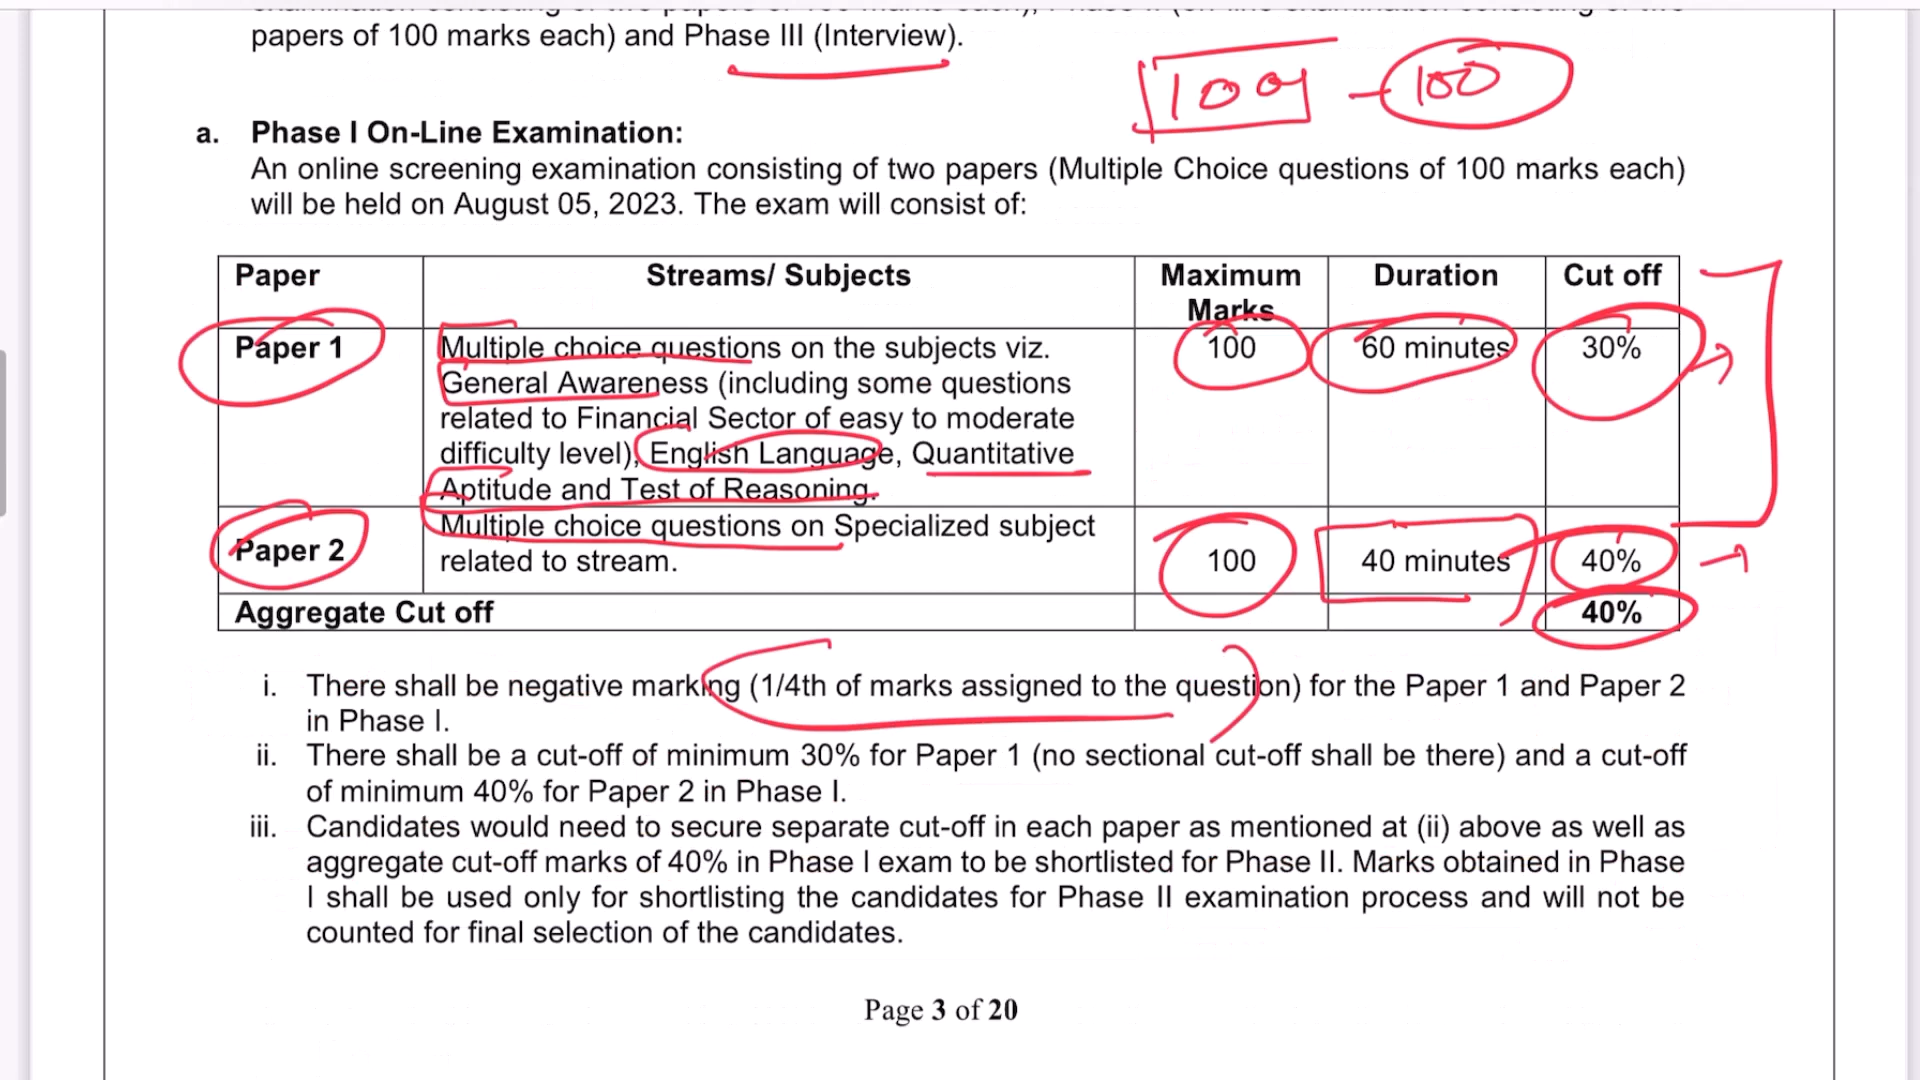 papers of 100 marks each) and Phase III (Interview).
100
a. Phase I On-Line Examination:
An online screening examination consisting of two papers (Multiple Choice questions of 100 marks each)
will be held on August 05, 2023. The exam will consist of:
Paper Streams/ Subjects Maximum Marks Duration Cut off
Paper 1 Multiple choice questions on the subjects viz. 100 60 minutes 30%
General Awareness (including some questions
related to Financial Sector of easy to moderate
difficulty level), English Language, Quantitative
Aptitude and Test of Reasoning.
Paper 2 Multiple choice questions on Specialized subject
related to stream. 100 40 minutes 40%
Aggregate Cut off 40%
i. There shall be negative marking (1/4th of marks assigned to the question) for the Paper 1 and Paper 2
in Phase I.
ii. There shall be a cut-off of minimum 30% for Paper 1 (no sectional cut-off shall be there) and a cut-off
of minimum 40% for Paper 2 in Phase I.
iii. Candidates would need to secure separate cut-off in each paper as mentioned at (ii) above as well as
aggregate cut-off marks of 40% in Phase I exam to be shortlisted for Phase II. Marks obtained in Phase
I shall be used only for shortlisting the candidates for Phase II examination process and will not be
counted for final selection of the candidates.
Page 3 of 20